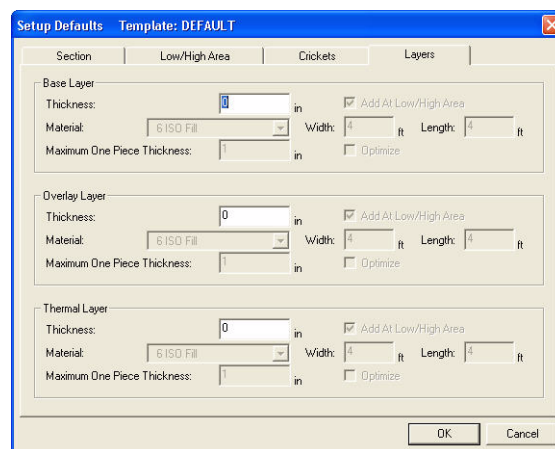 Setup Defaults Template: DEFAULT
Section Low/High Area Crickets Layers
Base Layer
Thickness: 0 in Add At Low/High Area
Material: 6 ISO Fill Width: 4 ft Length: 4 ft
Maximum One Piece Thickness: 1 in Optimize
Overlay Layer
Thickness: 0 in Add At Low/High Area
Material: 6 ISO Fill Width: 4 ft Length: 4 ft
Maximum One Piece Thickness: 1 in Optimize
Thermal Layer
Thickness: 0 in Add At Low/High Area
Material: 6 ISO Fill Width: 4 ft Length: 4 ft
Maximum One Piece Thickness: 1 in Optimize
OK Cancel